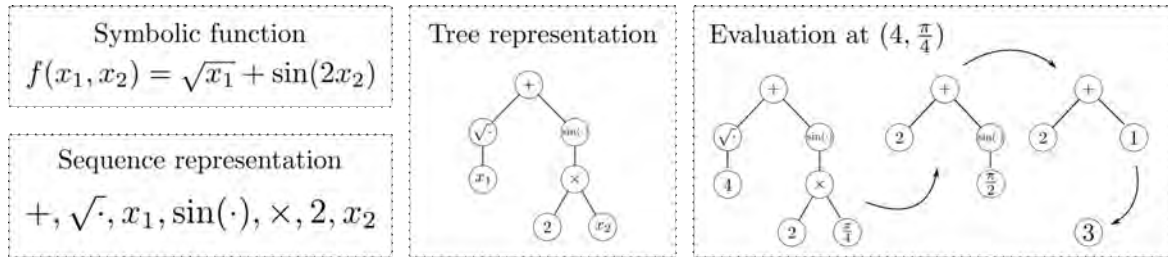 Symbolic function
f(x₁, x₂) = √x₁ + sin(2x₂)
Sequence representation
+, √·, x₁, sin(·), ×, 2, x₂
Tree representation
+
√· sin(·)
x₁ ×
2 x₂
Evaluation at (4, π/4)
+ + +
√· sin(·) 2 sin(·) 2 1
4 × π/2
2 π/4 3